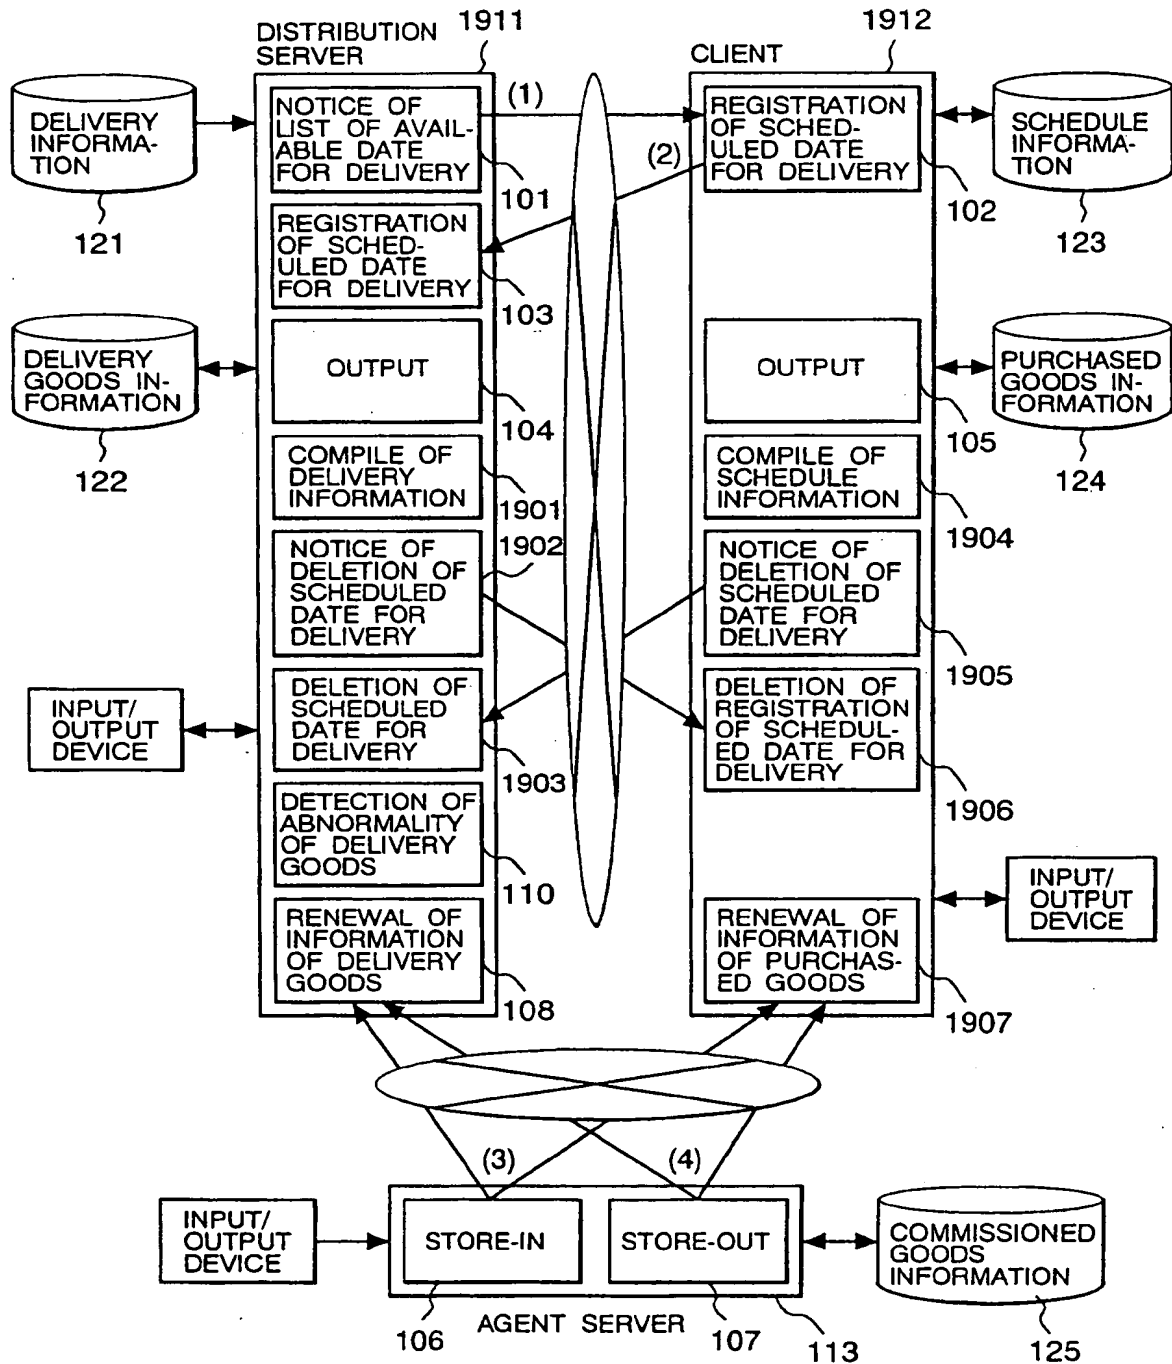 1911
1912
DISTRIBUTION
SERVER
CLIENT
DELIVERY
INFORMA-
TION
121
NOTICE OF
LIST OF AVAIL-
ABLE DATE
FOR DELIVERY
101
(1)
(2)
REGISTRATION
OF SCHED-
ULED DATE
FOR DELIVERY
102
SCHEDULE
INFORMA-
TION
123
REGISTRATION
OF SCHED-
ULED DATE
FOR DELIVERY
103
DELIVERY
GOODS IN-
FORMATION
122
OUTPUT
104
OUTPUT
105
PURCHASED
GOODS IN-
FORMATION
124
COMPILE OF
DELIVERY
INFORMATION
1901
COMPILE OF
SCHEDULE
INFORMATION
1904
1902
NOTICE OF
DELETION OF
SCHEDULED
DATE FOR
DELIVERY
NOTICE OF
DELETION OF
SCHEDULED
DATE FOR
DELIVERY
1905
INPUT/
OUTPUT
DEVICE
DELETION OF
SCHEDULED
DATE FOR
DELIVERY
1903
DELETION OF
REGISTRATION
OF SCHEDUL-
ED DATE FOR
DELIVERY
1906
DETECTION OF
ABNORMALITY
OF DELIVERY
GOODS
110
INPUT/
OUTPUT
DEVICE
RENEWAL OF
INFORMATION
OF DELIVERY
GOODS
108
RENEWAL OF
INFORMATION
OF PURCHAS-
ED GOODS
1907
(3)
(4)
INPUT/
OUTPUT
DEVICE
STORE-IN
STORE-OUT
COMMISSIONED
GOODS
INFORMATION
106
AGENT SERVER
107
113
125